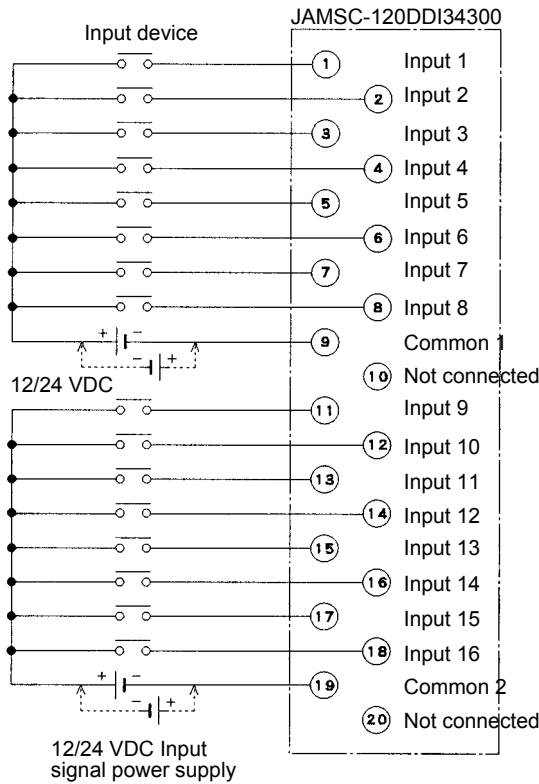 JAMSC-120DDI34300
Input device
1 Input 1
2 Input 2
3 Input 3
4 Input 4
5 Input 5
6 Input 6
7 Input 7
8 Input 8
+ − 9 Common 1
− +
10 Not connected
12/24 VDC
11 Input 9
12 Input 10
13 Input 11
14 Input 12
15 Input 13
16 Input 14
17 Input 15
18 Input 16
+ − 19 Common 2
− +
20 Not connected
12/24 VDC Input
signal power supply